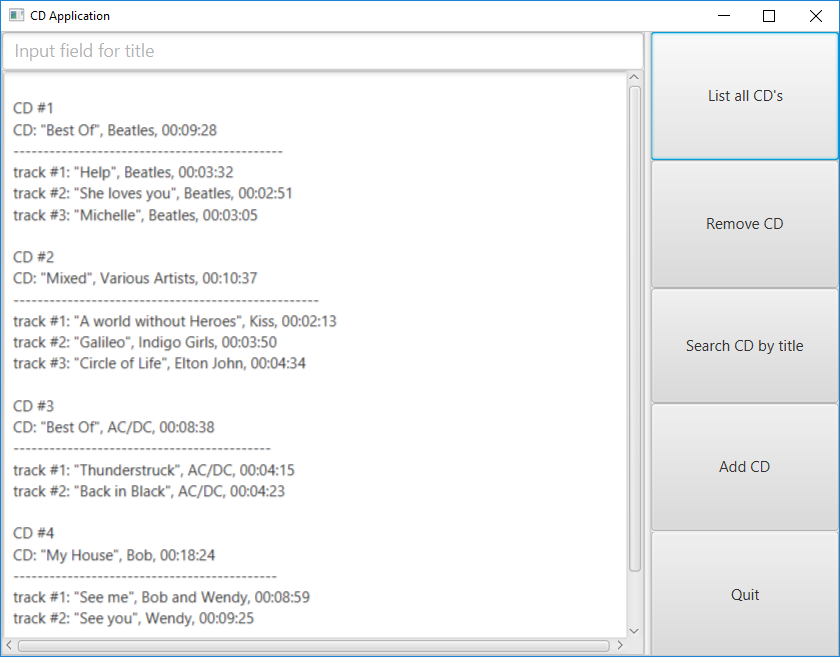 CD Application
Input field for title
CD #1
CD: "Best Of", Beatles, 00:09:28
---------------------------------------------
track #1: "Help", Beatles, 00:03:32
track #2: "She loves you", Beatles, 00:02:51
track #3: "Michelle", Beatles, 00:03:05
CD #2
CD: "Mixed", Various Artists, 00:10:37
---------------------------------------------------
track #1: "A world without Heroes", Kiss, 00:02:13
track #2: "Galileo", Indigo Girls, 00:03:50
track #3: "Circle of Life", Elton John, 00:04:34
CD #3
CD: "Best Of", AC/DC, 00:08:38
-------------------------------------------
track #1: "Thunderstruck", AC/DC, 00:04:15
track #2: "Back in Black", AC/DC, 00:04:23
CD #4
CD: "My House", Bob, 00:18:24
--------------------------------------------
track #1: "See me", Bob and Wendy, 00:08:59
track #2: "See you", Wendy, 00:09:25
List all CD's
Remove CD
Search CD by title
Add CD
Quit